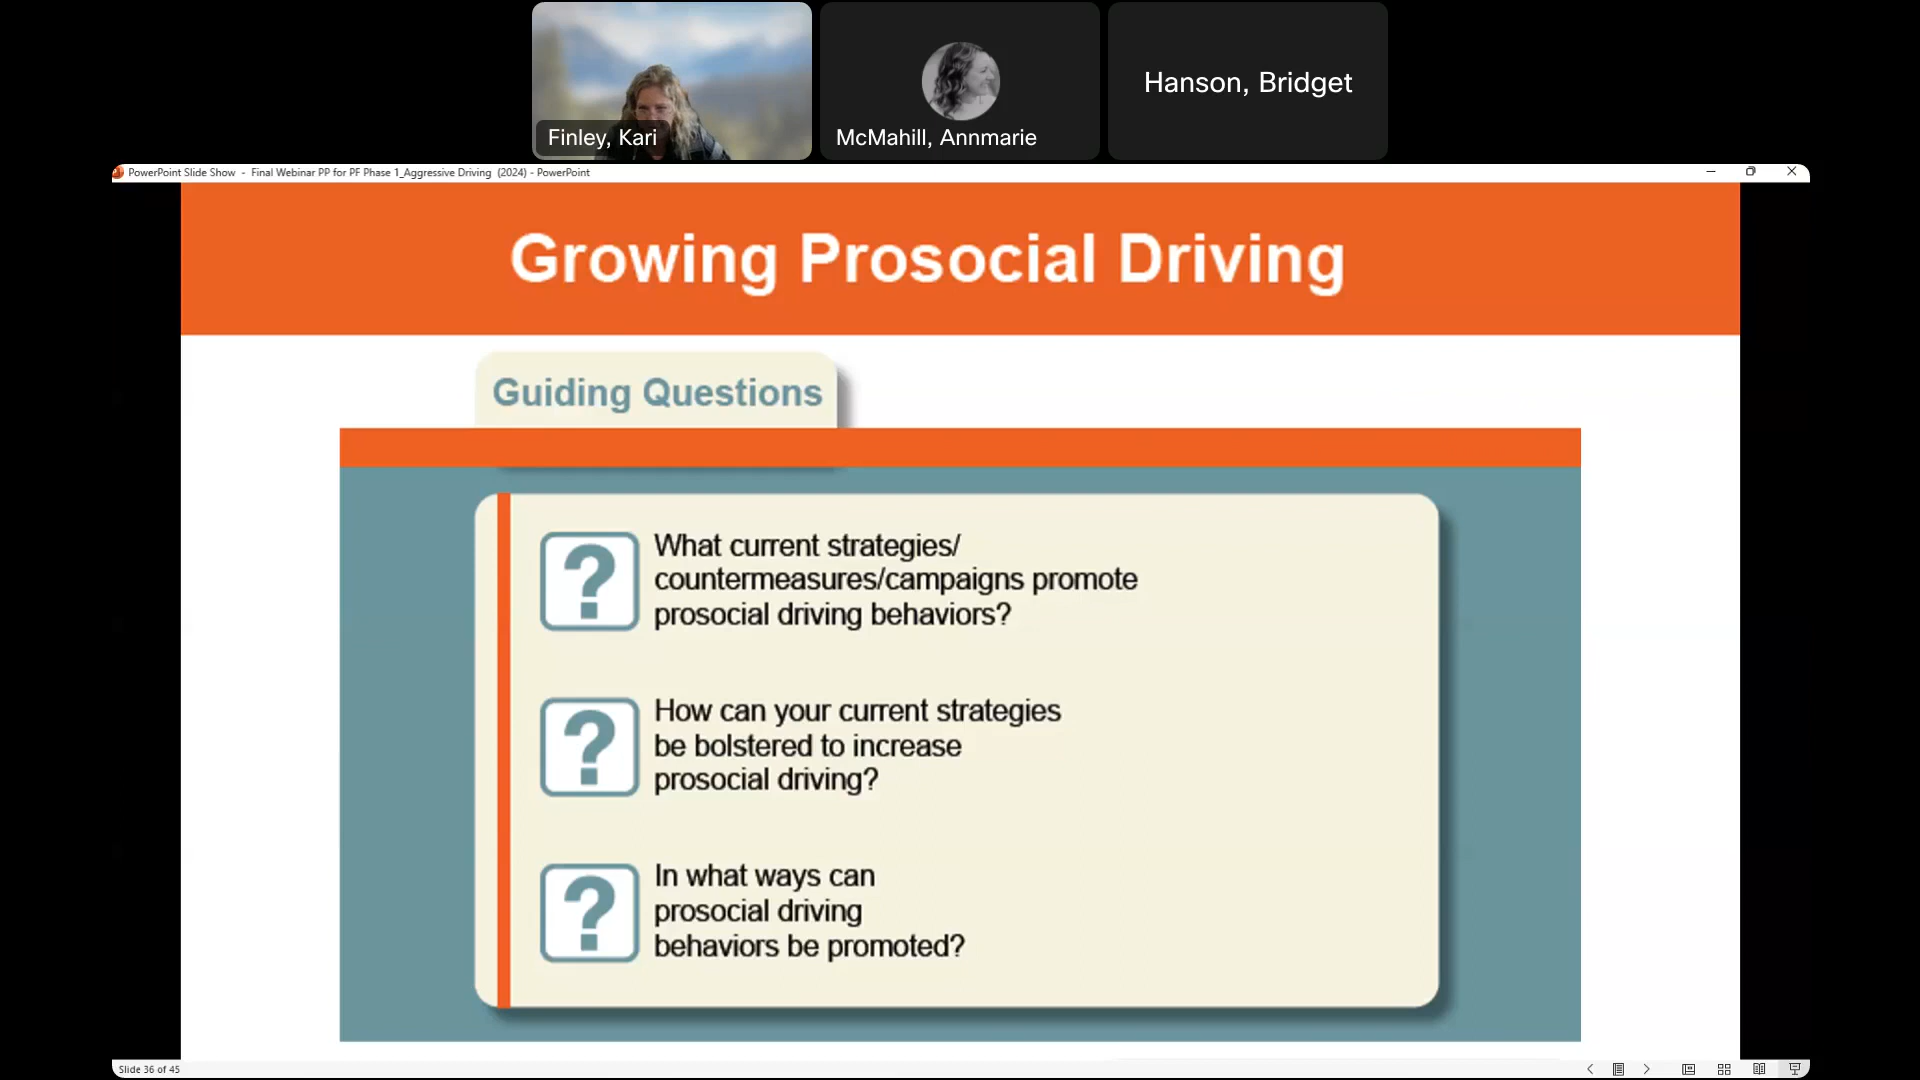 Finley, Kari
McMahill, Annmarie
Hanson, Bridget
PowerPoint Slide Show - Final Webinar PP for PF Phase 1_Aggressive Driving (2024) - PowerPoint
Growing Prosocial Driving
Guiding Questions
?
What current strategies/
countermeasures/campaigns promote
prosocial driving behaviors?
?
How can your current strategies
be bolstered to increase
prosocial driving?
?
In what ways can
prosocial driving
behaviors be promoted?
Slide 36 of 45